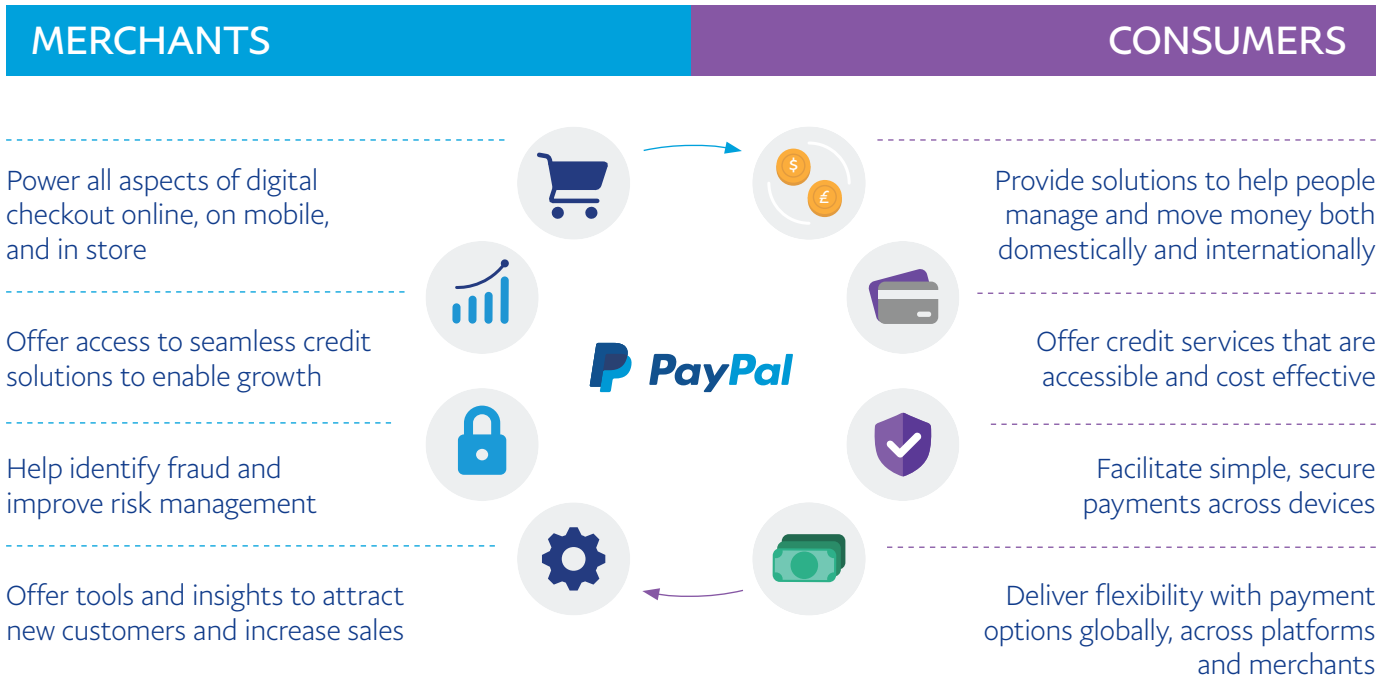 MERCHANTS
CONSUMERS
Power all aspects of digital
checkout online, on mobile,
and in store
Offer access to seamless credit
solutions to enable growth
Help identify fraud and
improve risk management
Offer tools and insights to attract
new customers and increase sales
$
£
PayPal
Provide solutions to help people
manage and move money both
domestically and internationally
Offer credit services that are
accessible and cost effective
Facilitate simple, secure
payments across devices
Deliver flexibility with payment
options globally, across platforms
and merchants